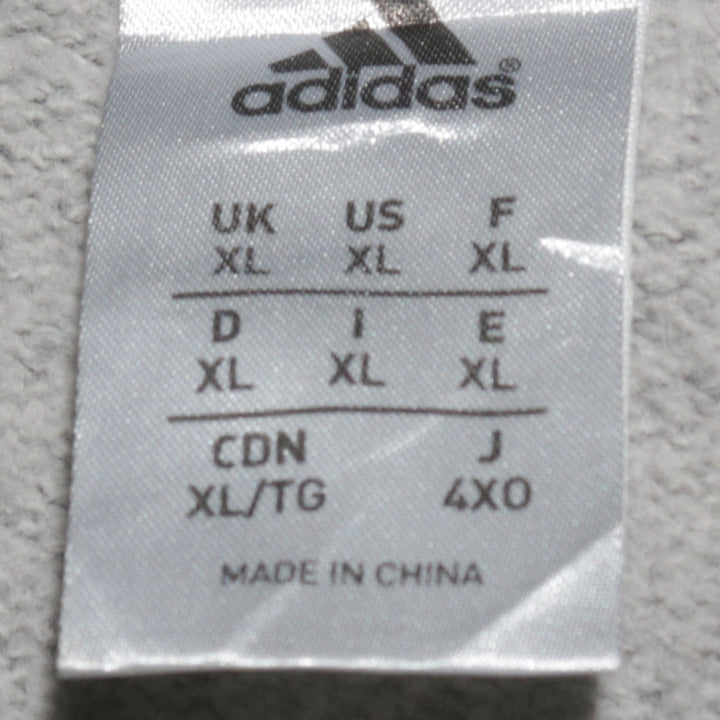 adidas®
UK US F
XL XL XL
D I E
XL XL XL
CDN J
XL/TG 4XO
MADE IN CHINA